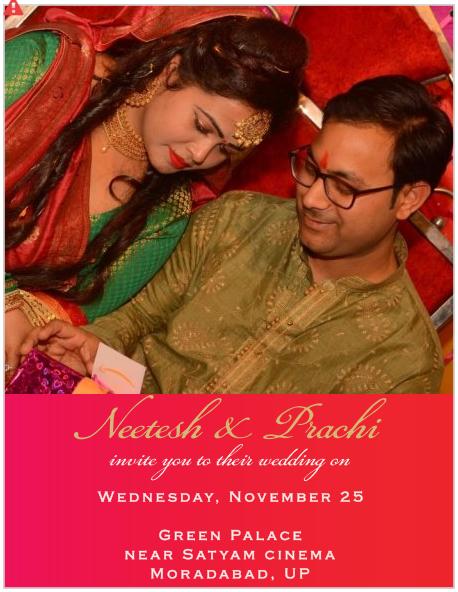 Neetesh & Prachi
invite you to their wedding on
Wednesday, November 25
Green Palace
near Satyam cinema
Moradabad, UP